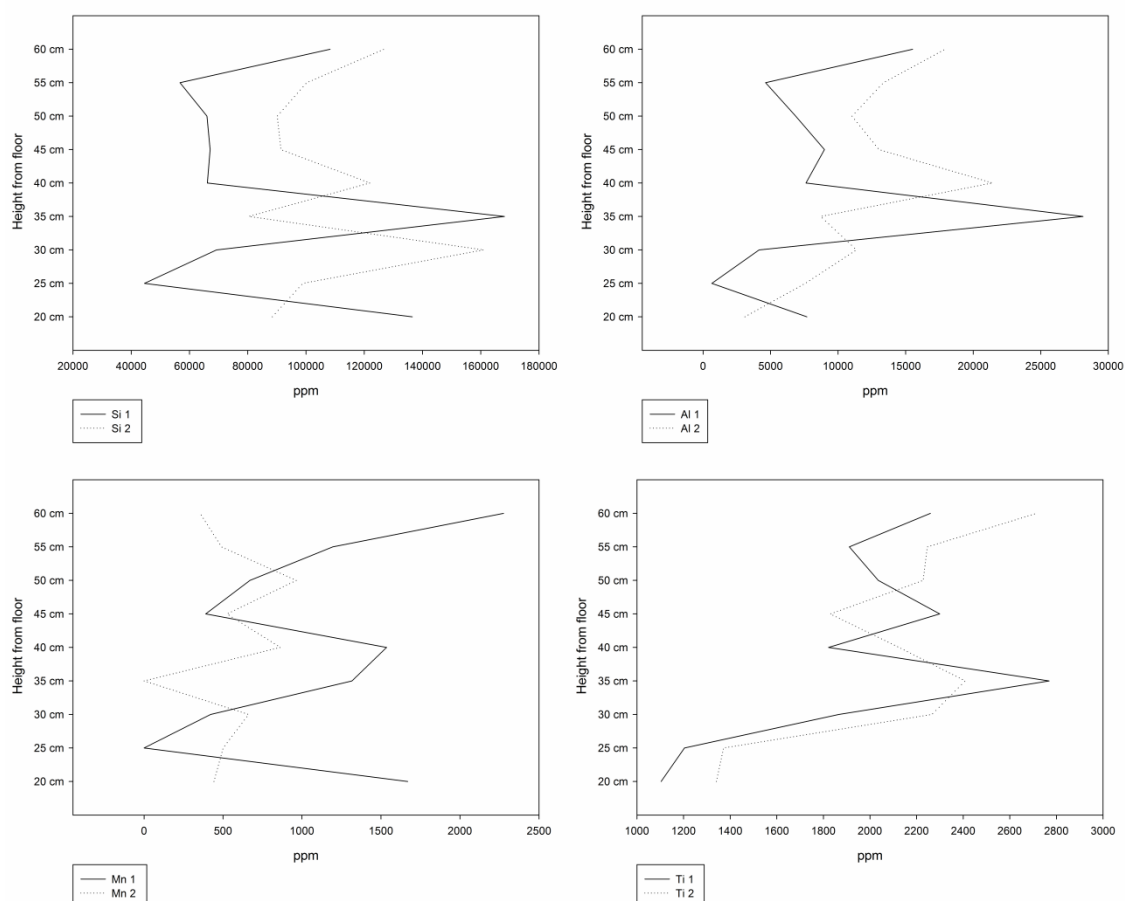 60 cm
55 cm
50 cm
45 cm
40 cm
35 cm
30 cm
25 cm
20 cm
Height from floor
20000 40000 60000 80000 100000 120000 140000 160000 180000
ppm
Si 1
Si 2
60 cm
55 cm
50 cm
45 cm
40 cm
35 cm
30 cm
25 cm
20 cm
Height from floor
0 5000 10000 15000 20000 25000 30000
ppm
Al 1
Al 2
60 cm
55 cm
50 cm
45 cm
40 cm
35 cm
30 cm
25 cm
20 cm
Height from floor
0 500 1000 1500 2000 2500
ppm
Mn 1
Mn 2
60 cm
55 cm
50 cm
45 cm
40 cm
35 cm
30 cm
25 cm
20 cm
Height from floor
1000 1200 1400 1600 1800 2000 2200 2400 2600 2800 3000
ppm
Ti 1
Ti 2